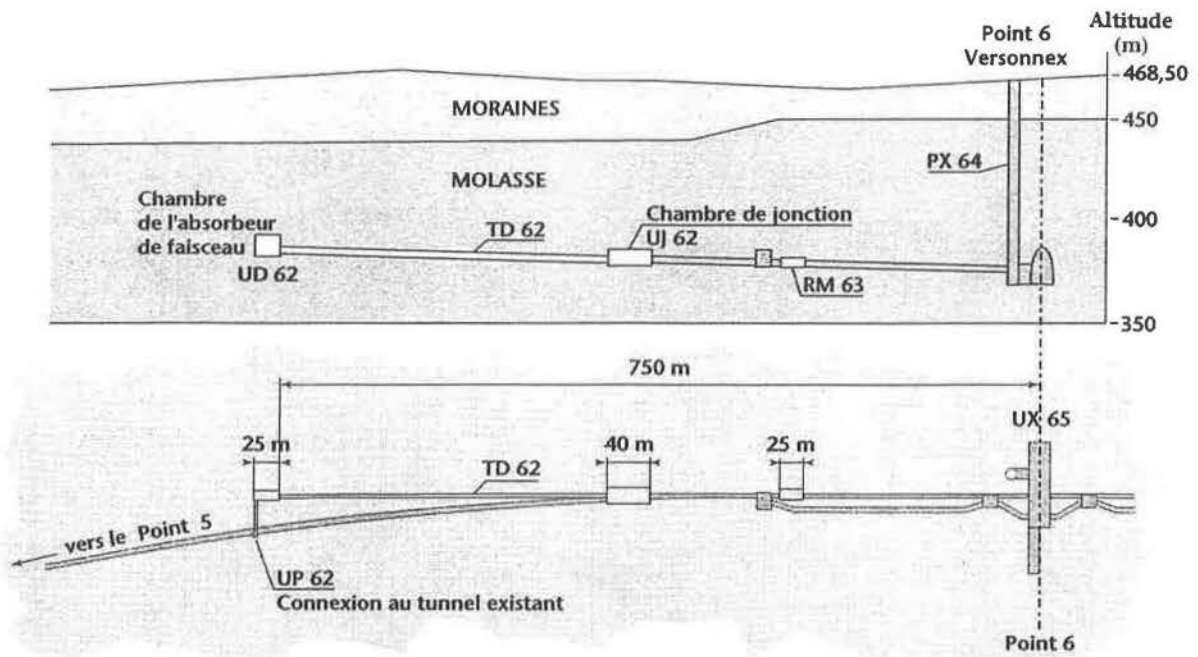 Altitude
(m)
Point 6
Versonnex
468,50
MORAINES
450
PX 64
MOLASSE
Chambre
de l'absorbeur
de faisceau
TD 62
Chambre de jonction
UJ 62
400
UD 62
RM 63
350
750 m
UX 65
25 m
40 m
25 m
TD 62
vers le Point 5
UP 62
Connexion au tunnel existant
Point 6